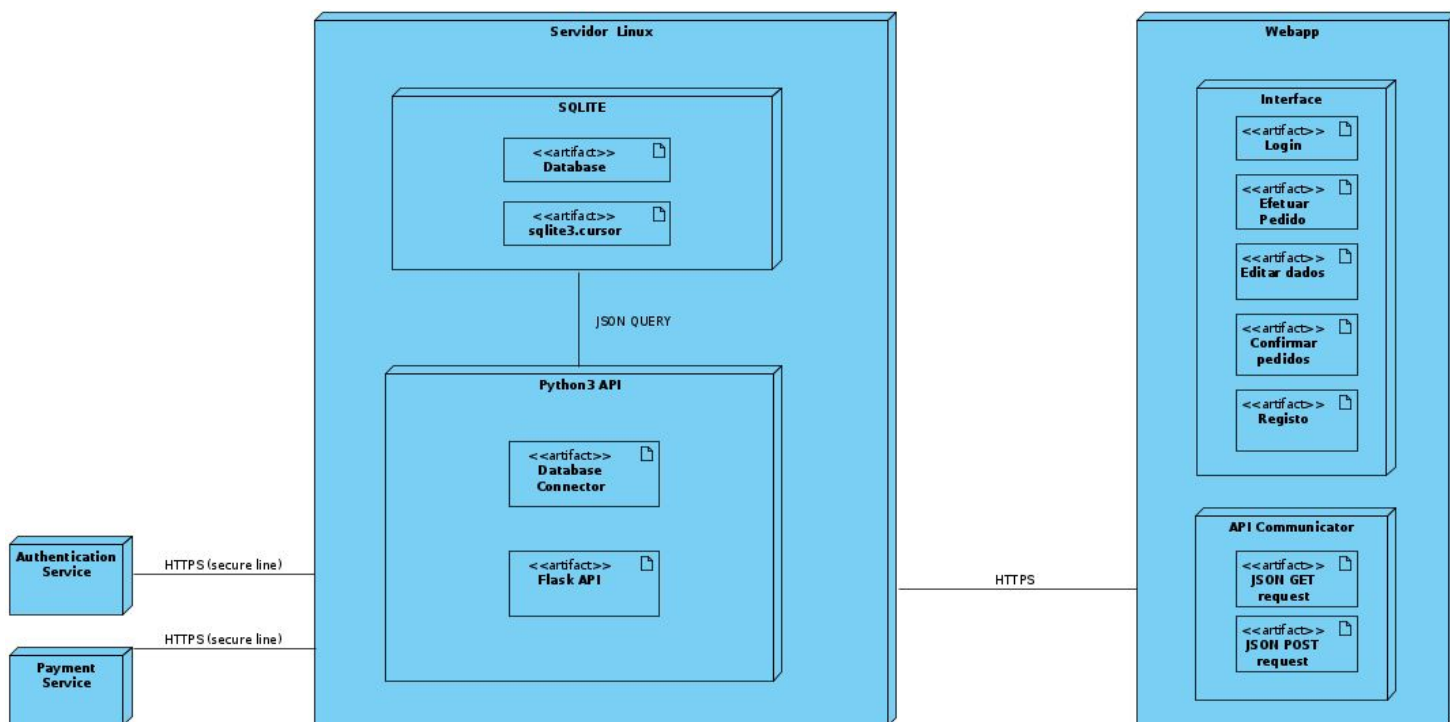 Servidor Linux
SQLITE
<<artifact>>
Database
<<artifact>>
sqlite3.cursor
JSON QUERY
Python3 API
<<artifact>>
Database
Connector
<<artifact>>
Flask API
Authentication
Service
HTTPS (secure line)
Payment
Service
HTTPS (secure line)
HTTPS
Webapp
Interface
<<artifact>>
Login
<<artifact>>
Efetuar
Pedido
<<artifact>>
Editar dados
<<artifact>>
Confirmar
pedidos
<<artifact>>
Registo
API Communicator
<<artifact>>
JSON GET
request
<<artifact>>
JSON POST
request